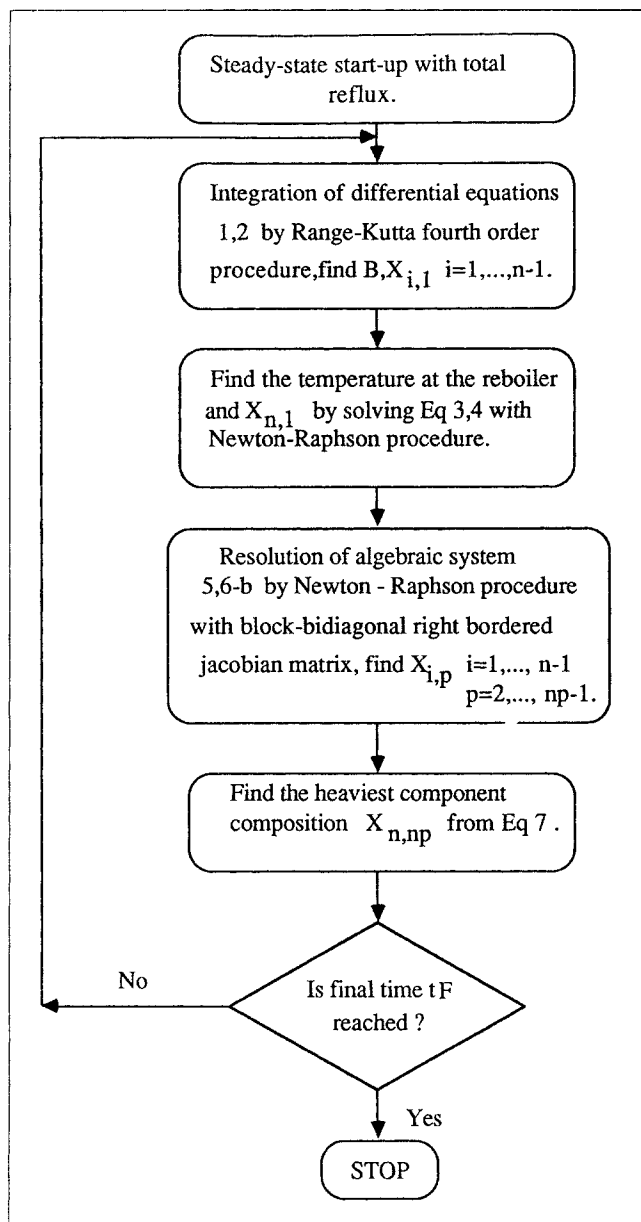 Steady-state start-up with total
reflux.
Integration of differential equations
1,2 by Range-Kutta fourth order
procedure,find B,X i,1 i=1,...,n-1.
Find the temperature at the reboiler
and X n,1 by solving Eq 3,4 with
Newton-Raphson procedure.
Resolution of algebraic system
5,6-b by Newton - Raphson procedure
with block-bidiagonal right bordered
jacobian matrix, find X i,p i=1,..., n-1
p=2,..., np-1.
Find the heaviest component
composition X n,np from Eq 7 .
No
Is final time t F
reached ?
Yes
STOP